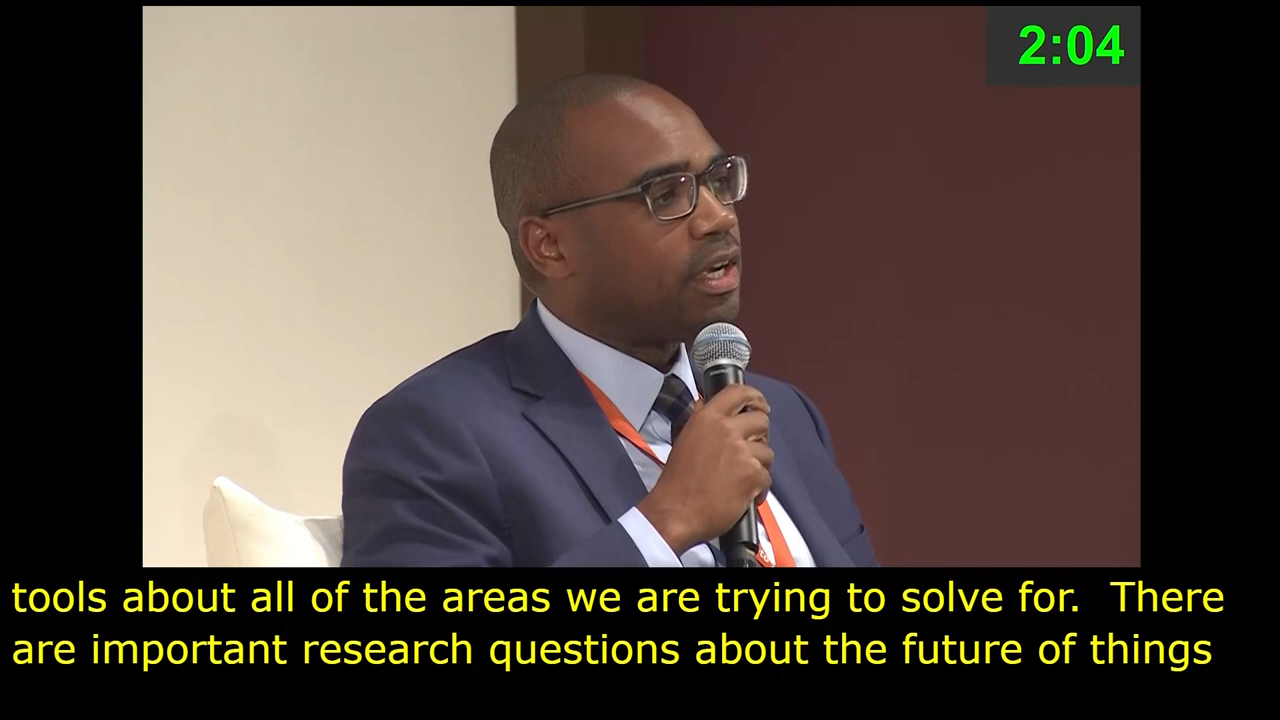 2:04
tools about all of the areas we are trying to solve for.  There
are important research questions about the future of things